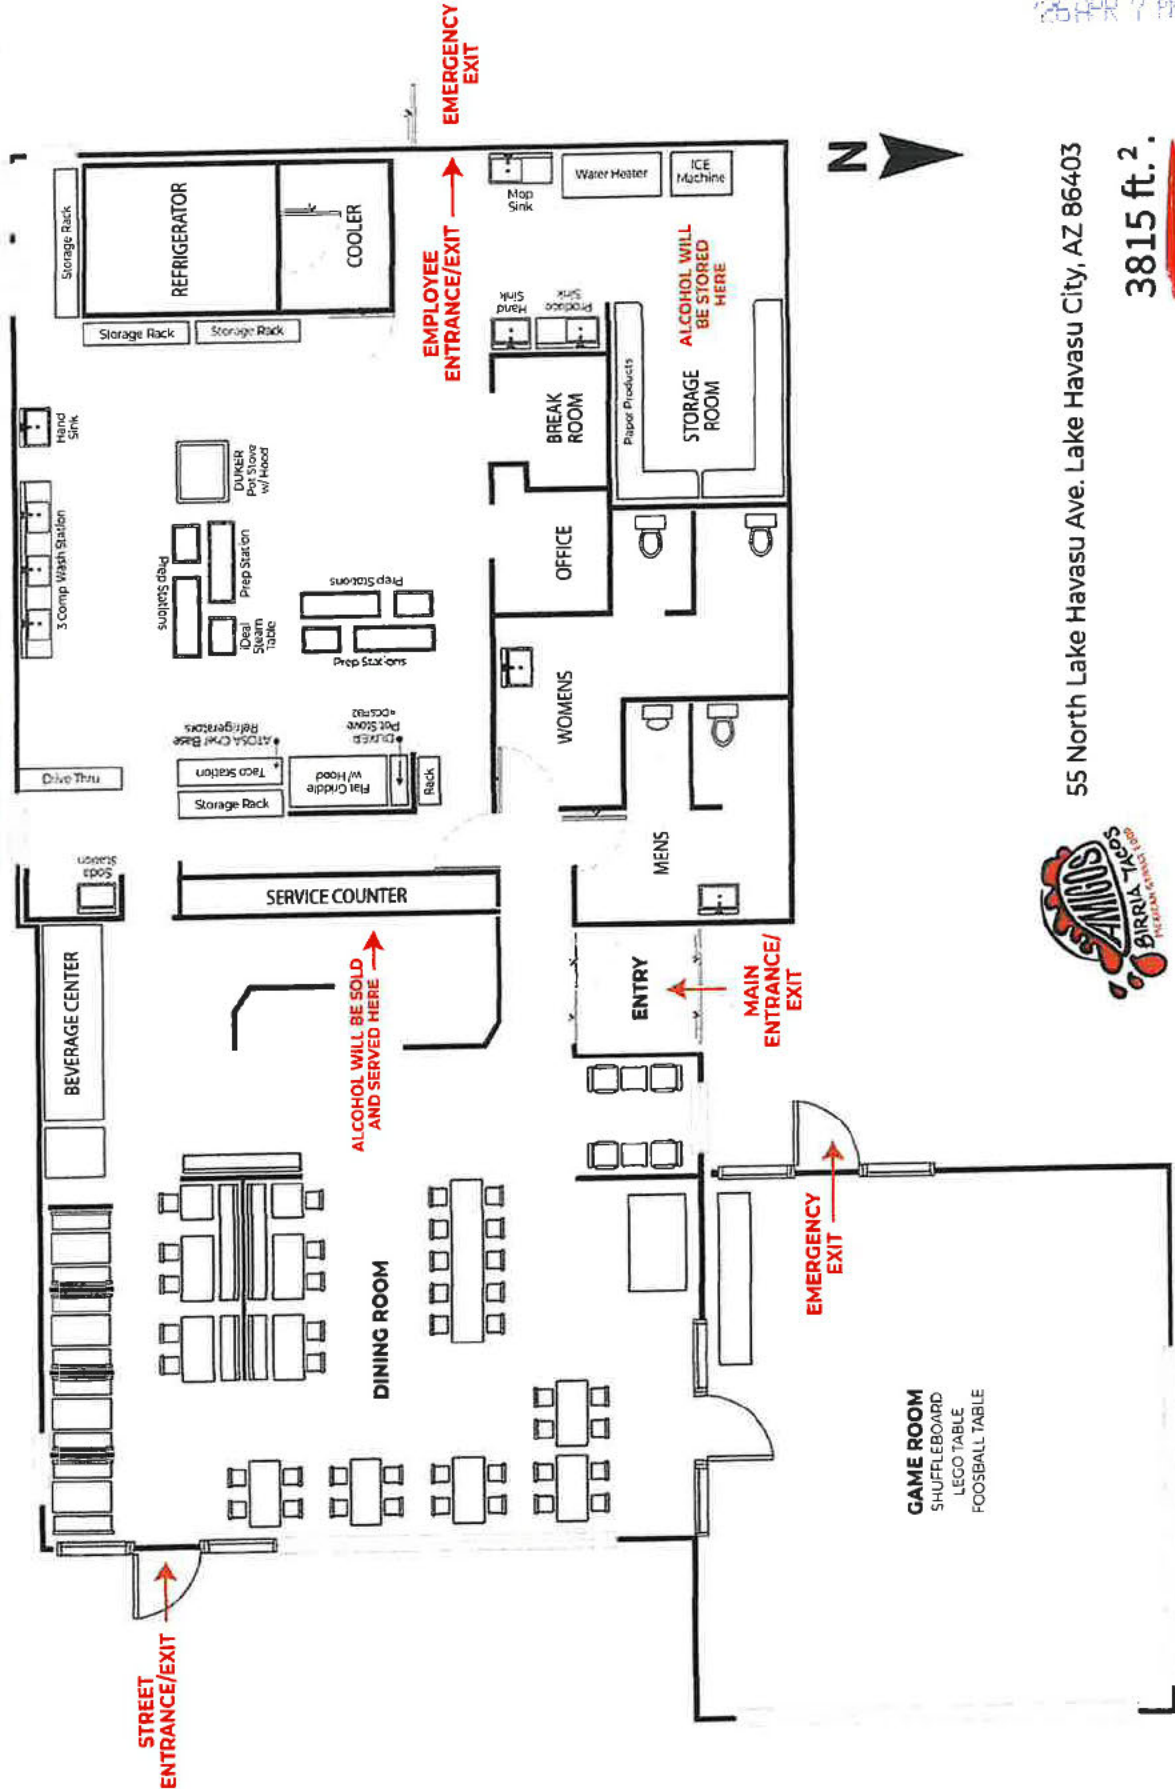 STREET
ENTRANCE/EXIT
BEVERAGE CENTER
Soda
Station
Drive Thru
3 Comp Wash Station
Hand
Sink
Storage Rack
REFRIGERATOR
COOLER
Storage Rack
Storage Rack
DUKER
Pot Stove
w/ Hood
Prep Stations
Prep Station
iDeal
Steam
Table
Prep Stations
Prep Stations
ATOSA Chef Base
Refrigerators
Taco Station
Storage Rack
Flat Griddle
w/ Hood
DUKER
Pot Stove
Rack
SERVICE COUNTER
ALCOHOL WILL BE SOLD
AND SERVED HERE
DINING ROOM
EMPLOYEE
ENTRANCE/EXIT
EMERGENCY
EXIT
Mop
Sink
Water Heater
ICE
Machine
Hand
Sink
Produce
Sink
BREAK
ROOM
OFFICE
Paper Products
STORAGE
ROOM
ALCOHOL WILL
BE STORED
HERE
WOMENS
MENS
ENTRY
MAIN
ENTRANCE/
EXIT
EMERGENCY
EXIT
GAME ROOM
SHUFFLEBOARD
LEGO TABLE
FOOSBALL TABLE
N
AMIGOS
BIRRIA TACOS
MEXICAN STREET FOOD
55 North Lake Havasu Ave. Lake Havasu City, AZ 86403
3815 ft.²